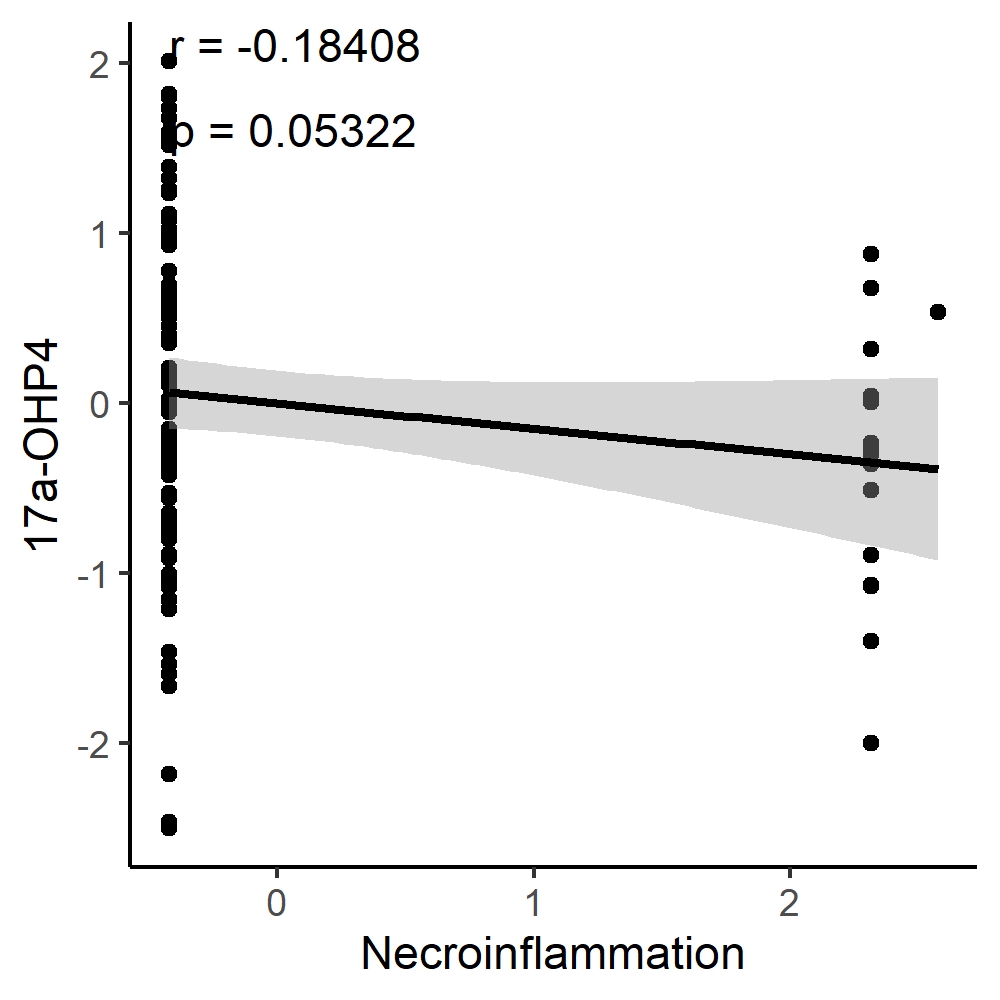 r = -0.18408
p = 0.05322
2
1
0
-1
-2
17a-OHP4
0
1
2
Necroinflammation